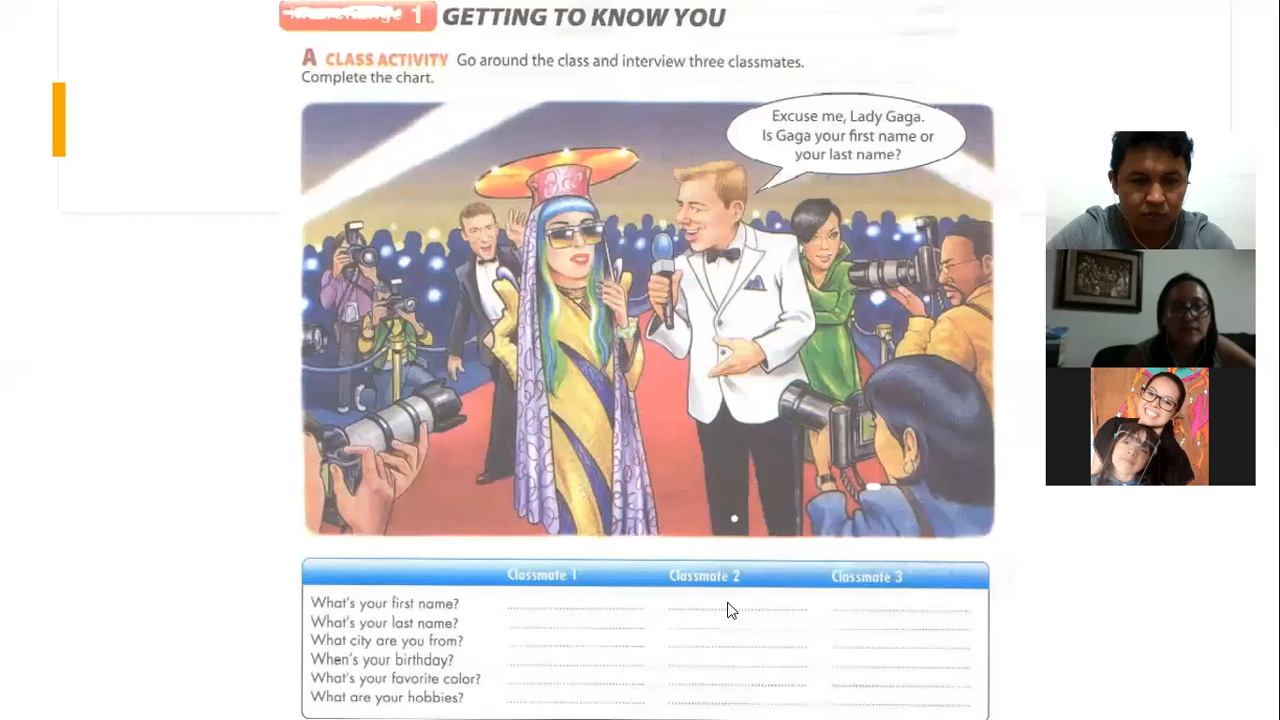 1 GETTING TO KNOW YOU
A CLASS ACTIVITY Go around the class and interview three classmates.
Complete the chart.
Excuse me, Lady Gaga.
Is Gaga your first name or
your last name?
Classmate 1 Classmate 2 Classmate 3
What's your first name?
What's your last name?
What city are you from?
When's your birthday?
What's your favorite color?
What are your hobbies?